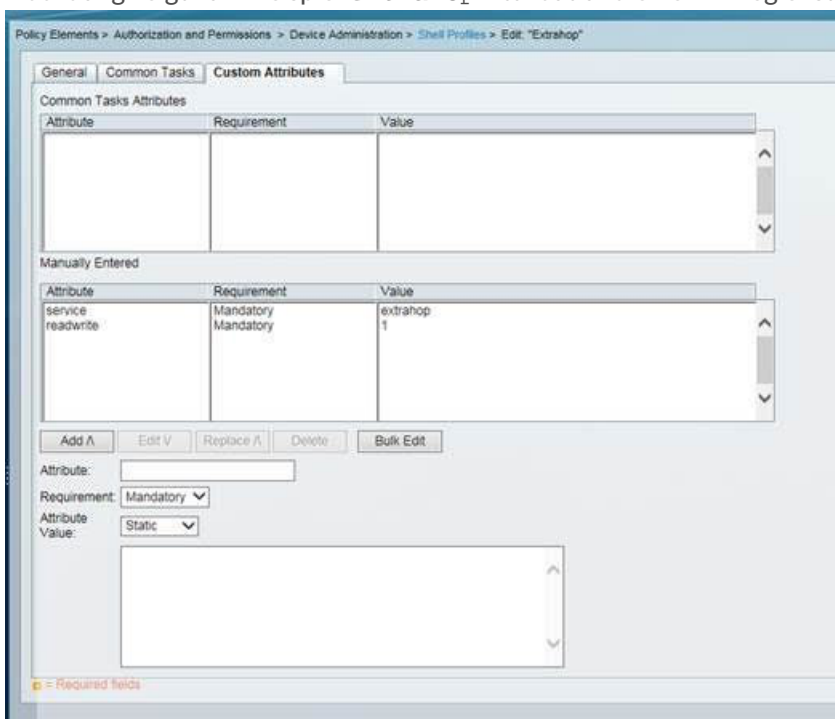 Policy Elements > Authorization and Permissions > Device Administration > Shell Profiles > Edit: "Extrahop"
General Common Tasks Custom Attributes
Common Tasks Attributes
Attribute Requirement Value
Manually Entered
Attribute Requirement Value
service Mandatory extrahop
readwrite Mandatory 1
Add Λ Edit V Replace Λ Delete Bulk Edit
Attribute:
Requirement: Mandatory
Attribute Value: Static
= Required fields